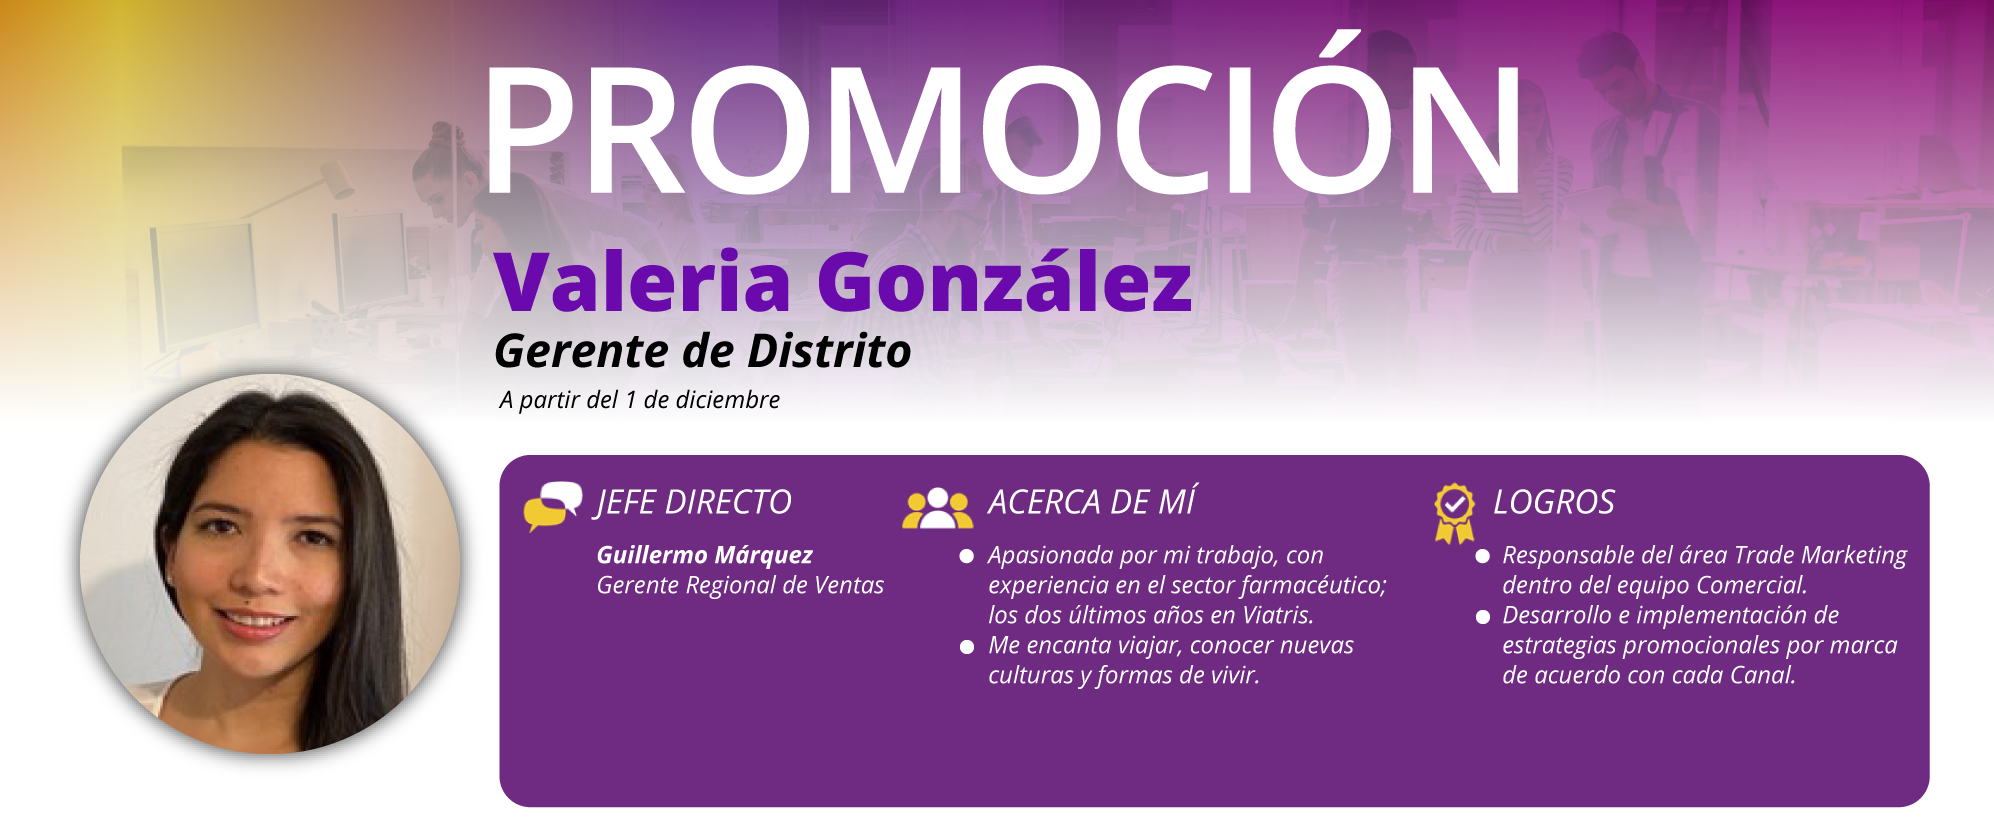 PROMOCIÓN
Valeria González
Gerente de Distrito
A partir del 1 de diciembre
JEFE DIRECTO
Guillermo Márquez
Gerente Regional de Ventas
ACERCA DE MÍ
Apasionada por mi trabajo, con
experiencia en el sector farmacéutico;
los dos últimos años en Viatris.
Me encanta viajar, conocer nuevas
culturas y formas de vivir.
LOGROS
Responsable del área Trade Marketing
dentro del equipo Comercial.
Desarrollo e implementación de
estrategias promocionales por marca
de acuerdo con cada Canal.